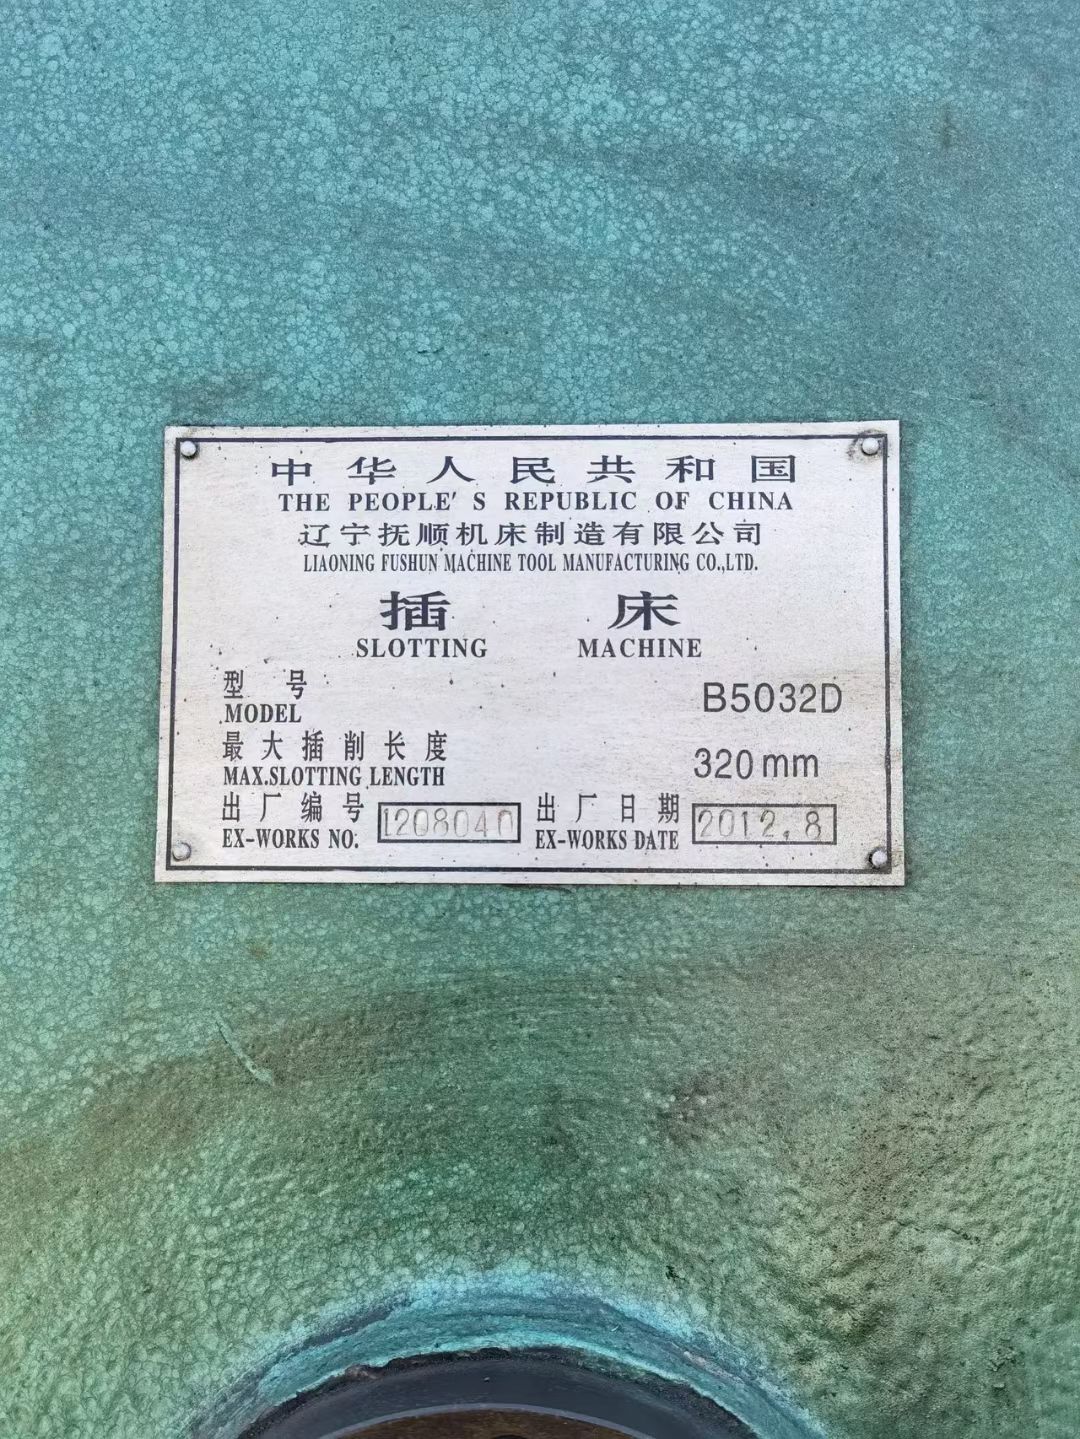 中华人民共和国
THE PEOPLE'S REPUBLIC OF CHINA
辽宁抚顺机床制造有限公司
LIAONING FUSHUN MACHINE TOOL MANUFACTURING CO.,LTD.
插 床
SLOTTING MACHINE
型 号 B5032D
MODEL
最大插削长度 320mm
MAX.SLOTTING LENGTH
出厂编号 1208040 出厂日期 2012.8
EX-WORKS NO. EX-WORKS DATE